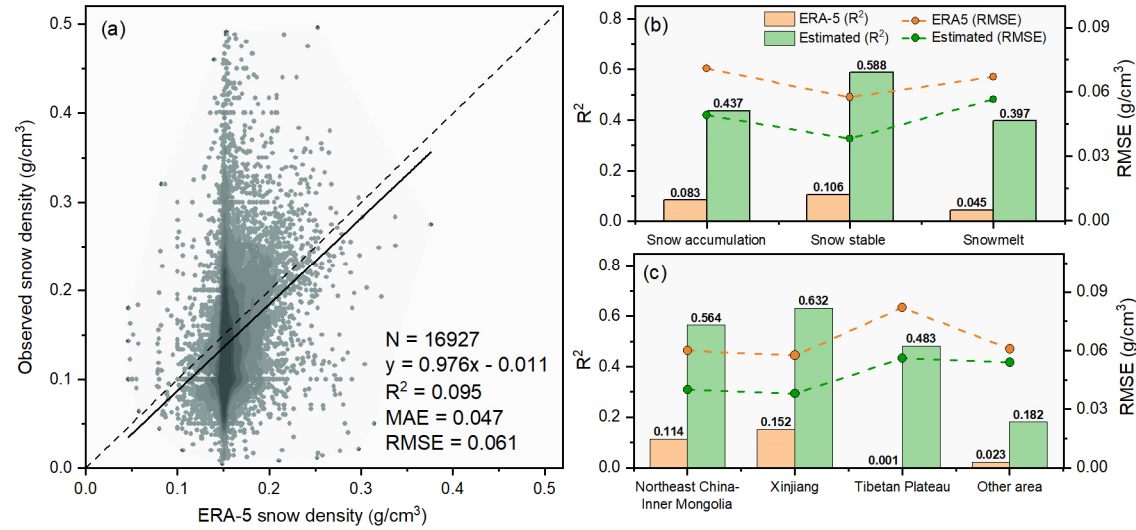 (a)
Observed snow density (g/cm³)
0.5
0.4
0.3
0.2
0.1
0.0
N = 16927
y = 0.976x - 0.011
R² = 0.095
MAE = 0.047
RMSE = 0.061
0.0 0.1 0.2 0.3 0.4 0.5
ERA-5 snow density (g/cm³)
(b)
ERA-5 (R²) ERA5 (RMSE)
Estimated (R²) Estimated (RMSE)
R²
0.8
0.6
0.4
0.2
0.0
0.083 0.437 0.106 0.588 0.045 0.397
0.09
0.06
0.03
0.00
RMSE (g/cm³)
Snow accumulation Snow stable Snowmelt
(c)
R²
0.8
0.6
0.4
0.2
0.0
0.114 0.564 0.152 0.632 0.001 0.483 0.023 0.182
0.09
0.06
0.03
0.00
RMSE (g/cm³)
Northeast China- Xinjiang Tibetan Plateau Other area
Inner Mongolia